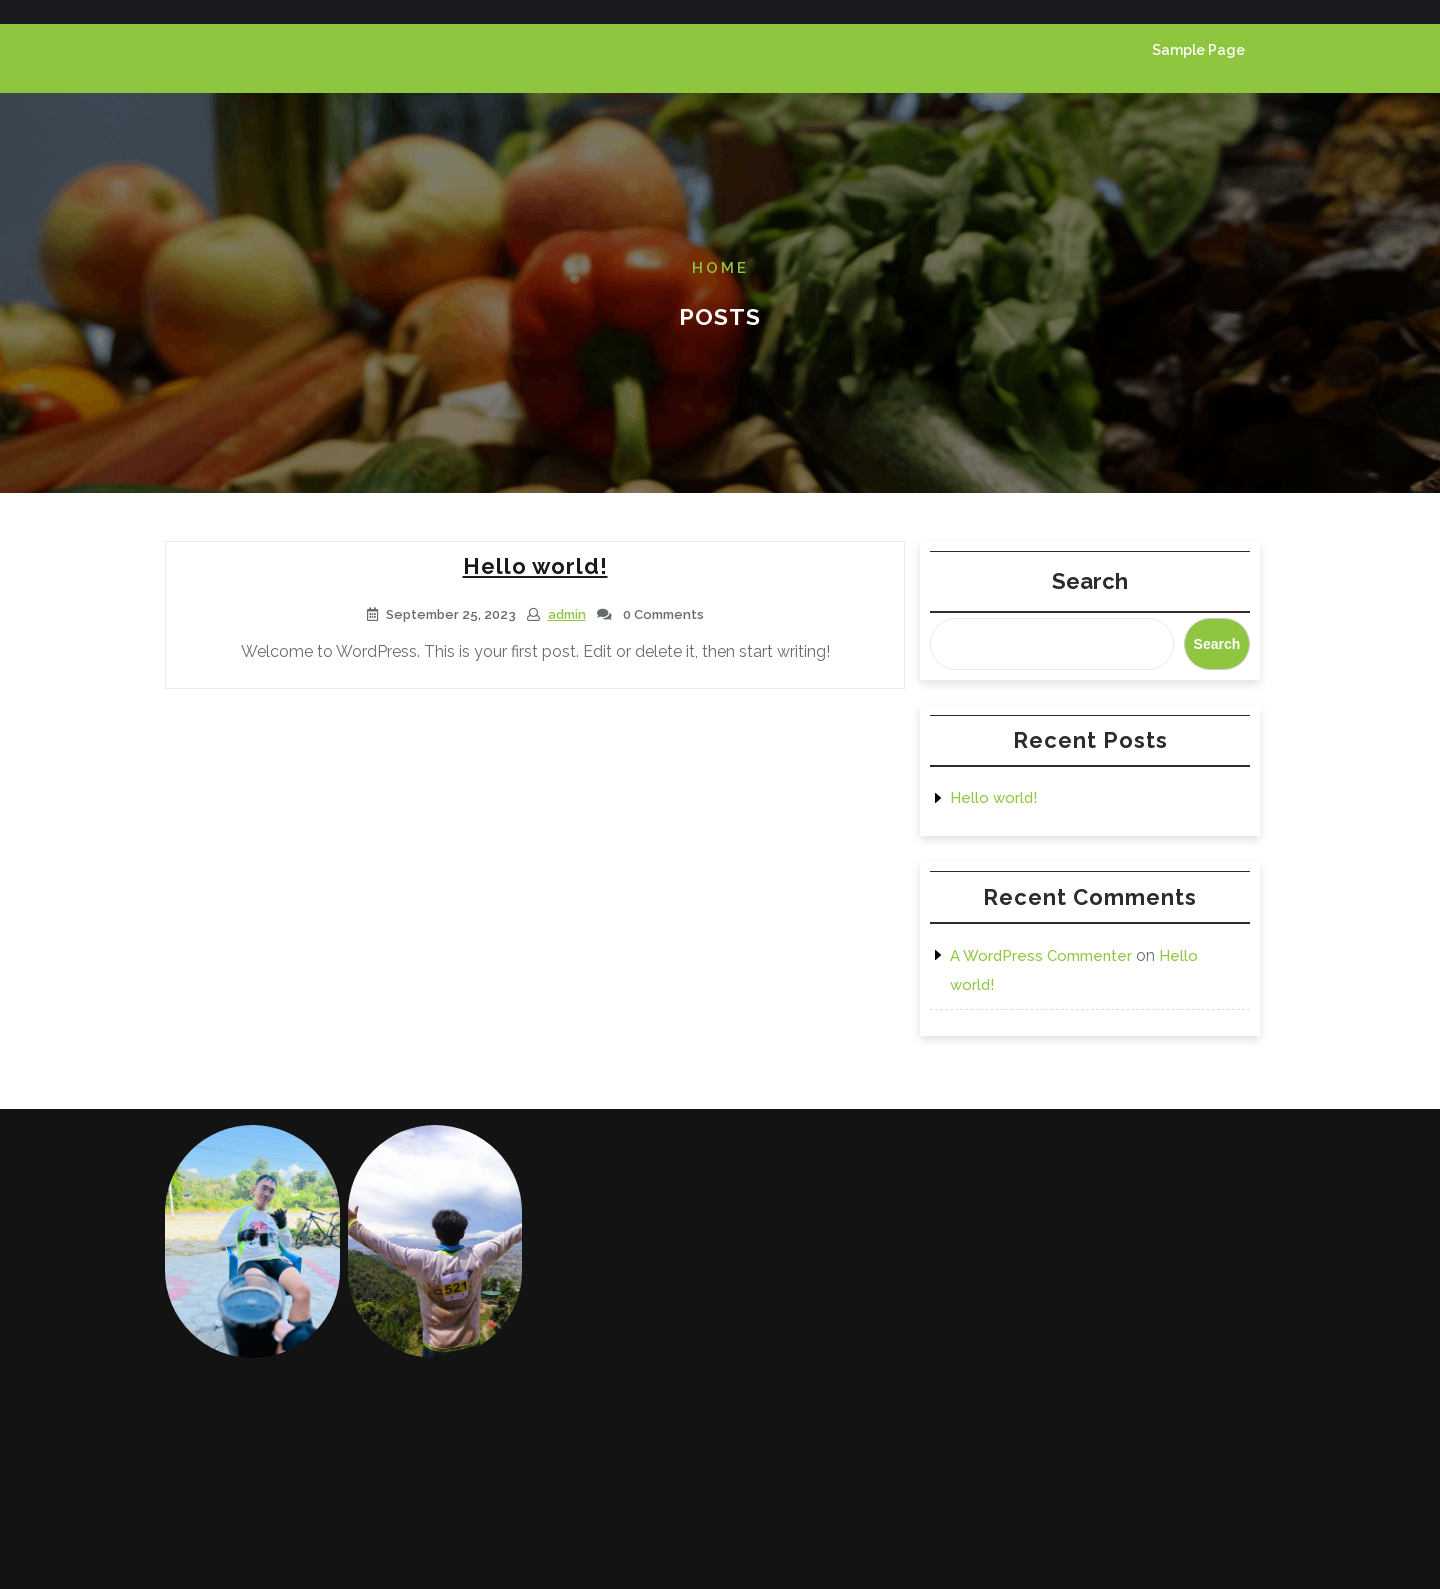 Sample Page
HOME
POSTS
Hello world!
September 25, 2023 admin 0 Comments
Welcome to WordPress. This is your first post. Edit or delete it, then start writing!
Search
Search
Recent Posts
Hello world!
Recent Comments
A WordPress Commenter on Hello
world!
521